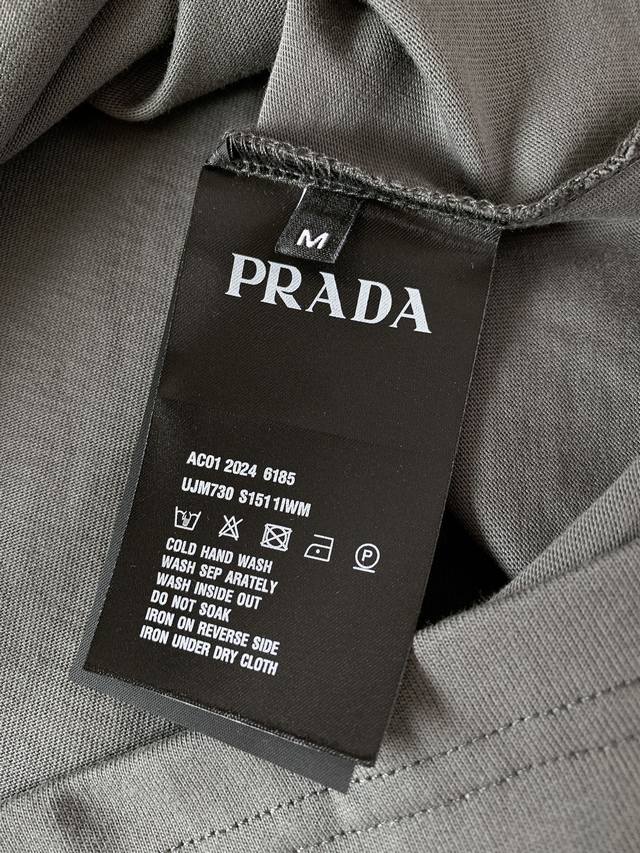 M
PRADA
AC01 2024 6185
UJM730 S151 1IWM
P
COLD HAND WASH
WASH SEP ARATELY
WASH INSIDE OUT
DO NOT SOAK
IRON ON REVERSE SIDE
IRON UNDER DRY CLOTH